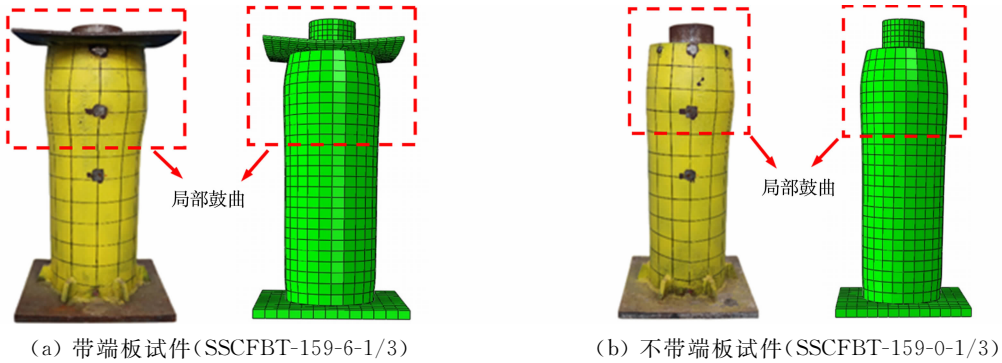 局部鼓曲
局部鼓曲
(a) 带端板试件(SSCFBT-159-6-1/3)
(b) 不带端板试件(SSCFBT-159-0-1/3)